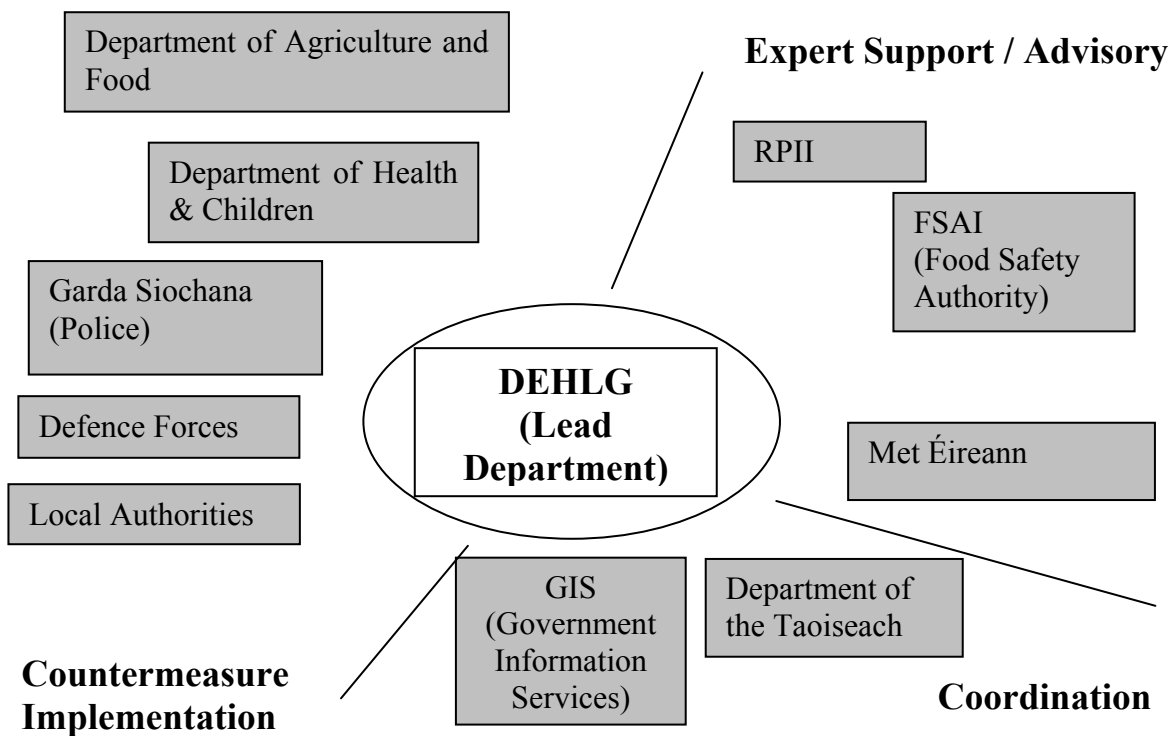 Department of Agriculture and
Food
Expert Support / Advisory
RPII
Department of Health
& Children
FSAI
(Food Safety
Authority)
Garda Siochana
(Police)
DEHLG
(Lead
Department)
Defence Forces
Met Éireann
Local Authorities
GIS
(Government
Information
Services)
Department of
the Taoiseach
Countermeasure
Implementation
Coordination